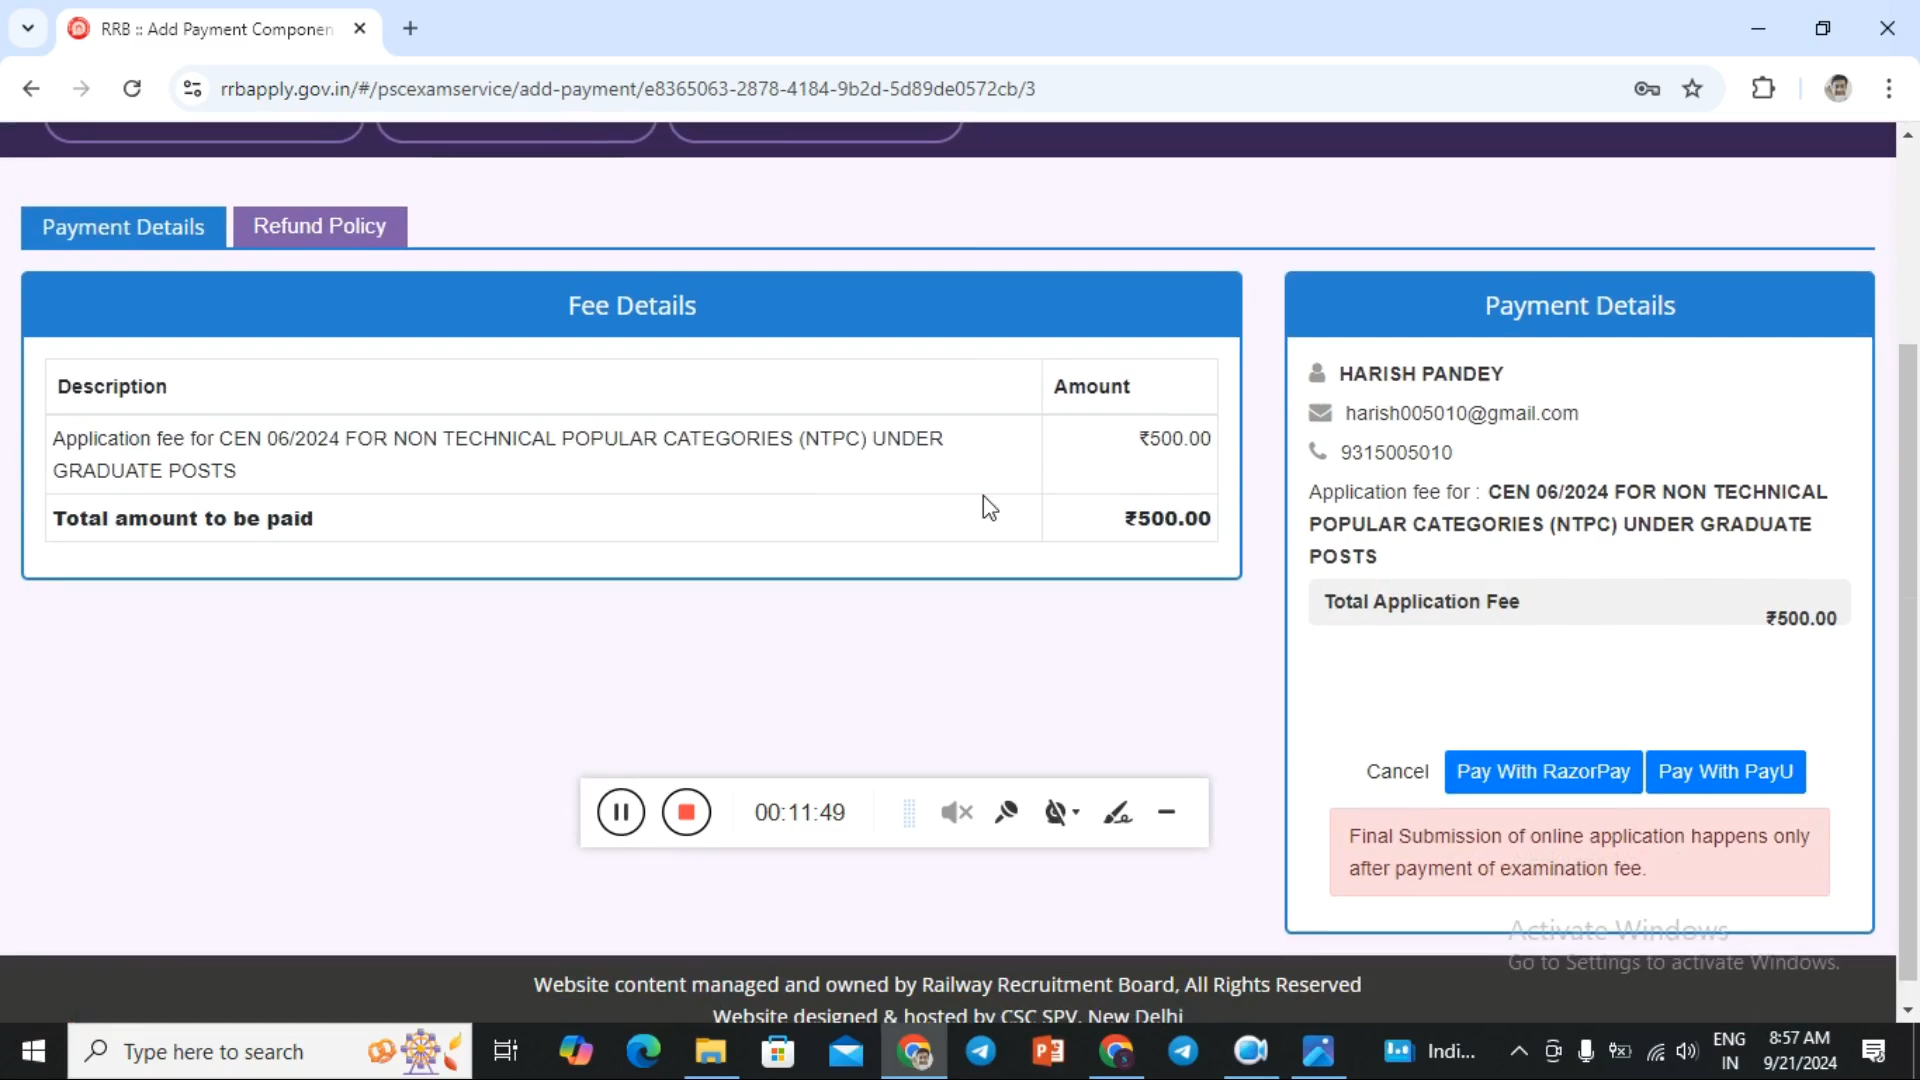 RRB :: Add Payment Componen
rrbapply.gov.in/#/pscexamservice/add-payment/e8365063-2878-4184-9b2d-5d89de0572cb/3
Payment Details
Refund Policy
Fee Details
Description
Amount
Application fee for CEN 06/2024 FOR NON TECHNICAL POPULAR CATEGORIES (NTPC) UNDER
₹500.00
GRADUATE POSTS
Total amount to be paid
₹500.00
Payment Details
HARISH PANDEY
harish005010@gmail.com
9315005010
Application fee for : CEN 06/2024 FOR NON TECHNICAL
POPULAR CATEGORIES (NTPC) UNDER GRADUATE
POSTS
Total Application Fee
₹500.00
Cancel
Pay With RazorPay
Pay With PayU
Final Submission of online application happens only
after payment of examination fee.
00:11:49
Activate Windows
Go to Settings to activate Windows.
Website content managed and owned by Railway Recruitment Board, All Rights Reserved
Website designed & hosted by CSC SPV, New Delhi
Type here to search
Indi...
ENG
IN
8:57 AM
9/21/2024